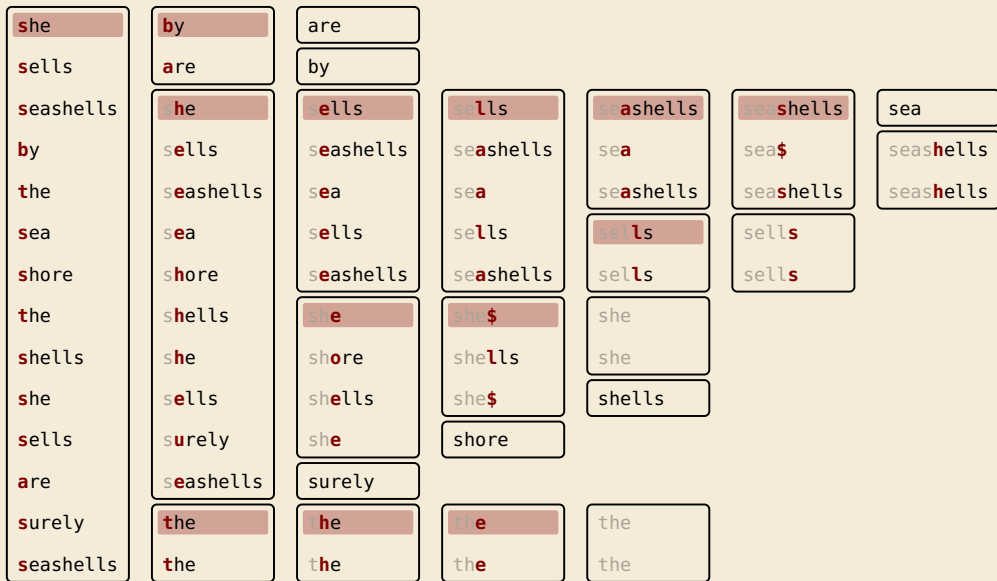 she by are
sells are by
seashells she sells sells seashells seashells sea
by sells seashells seashells sea sea$ seashells
the seashells sea sea seashells seashells seashells
sea sea sells sells sells sells
shore shore seashells seashells sells sells
the shells she she$ she
shells she shore shells she
she sells shells she$ shells
sells surely she shore
are seashells surely
surely the the the the
seashells the the the the